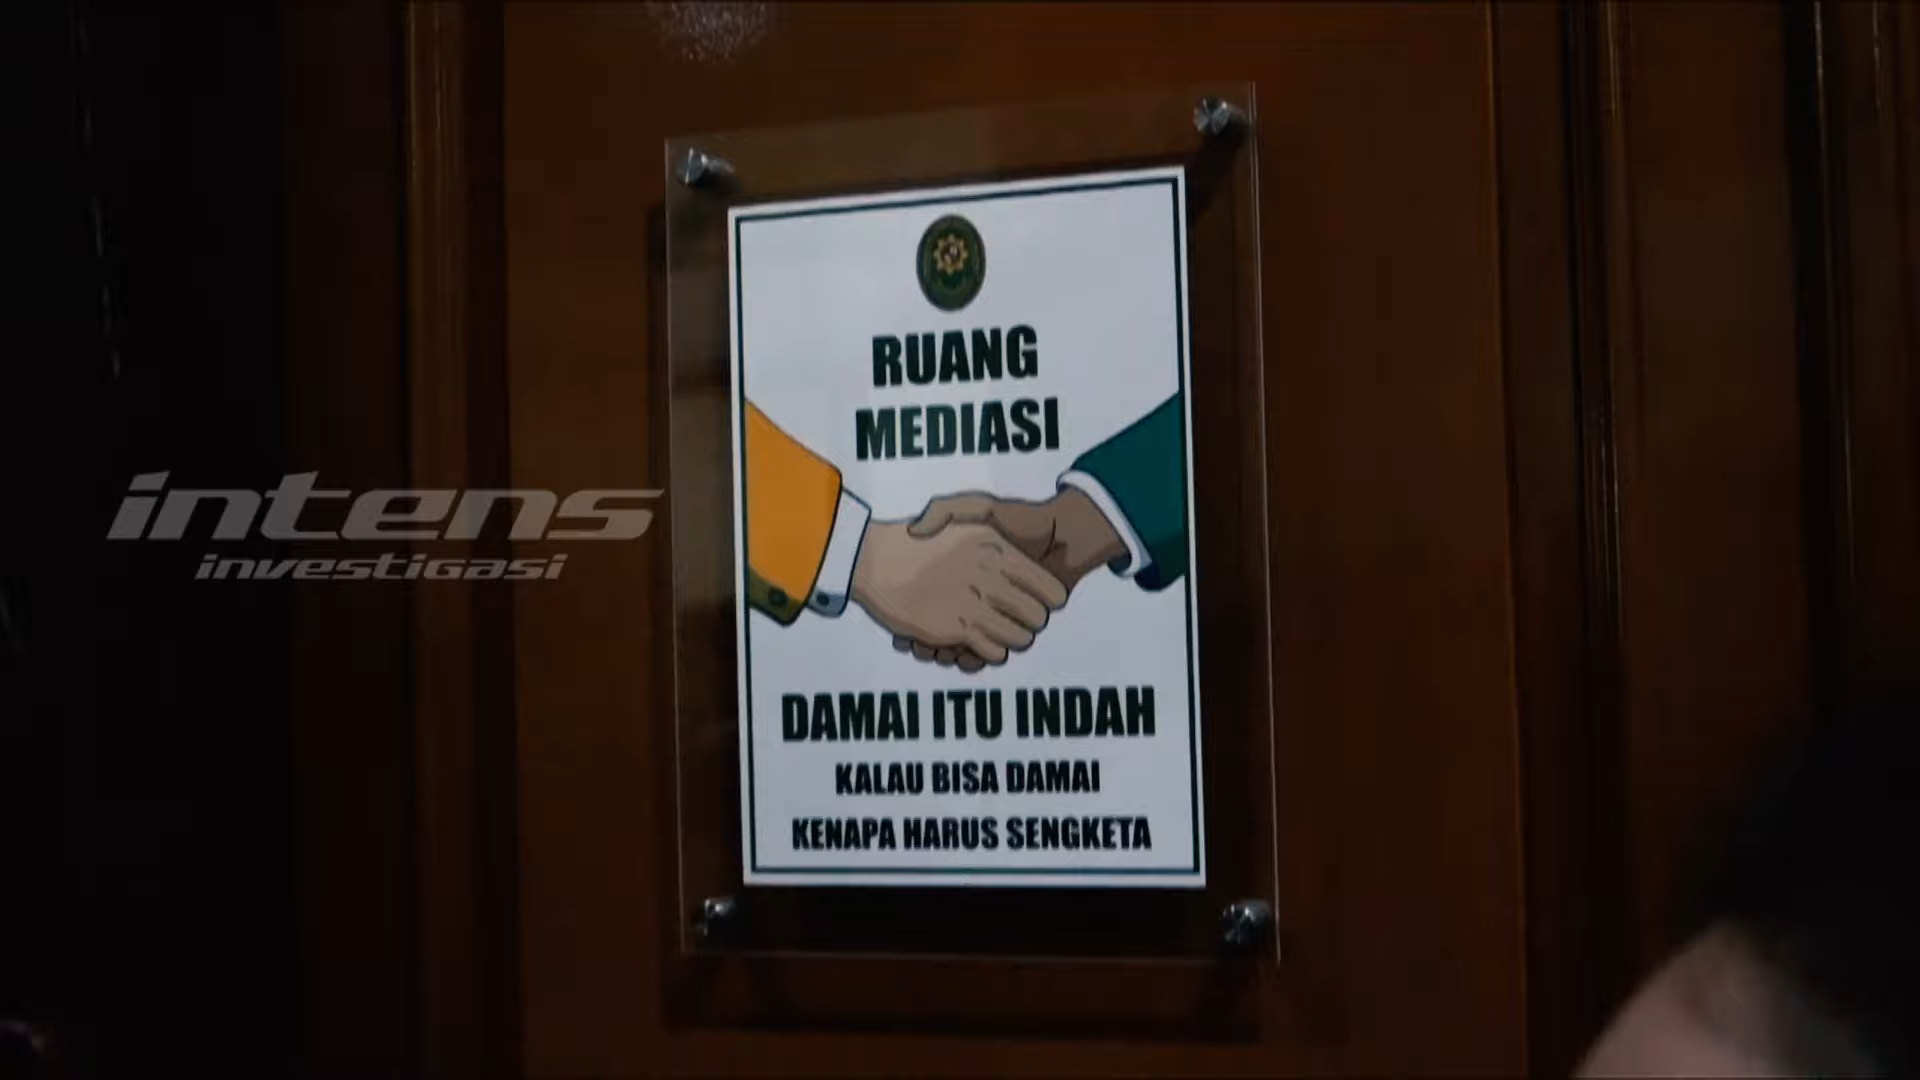 RUANG
MEDIASI
intens
investigasi
DAMAI ITU INDAH
KALAU BISA DAMAI
KENAPA HARUS SENGKETA